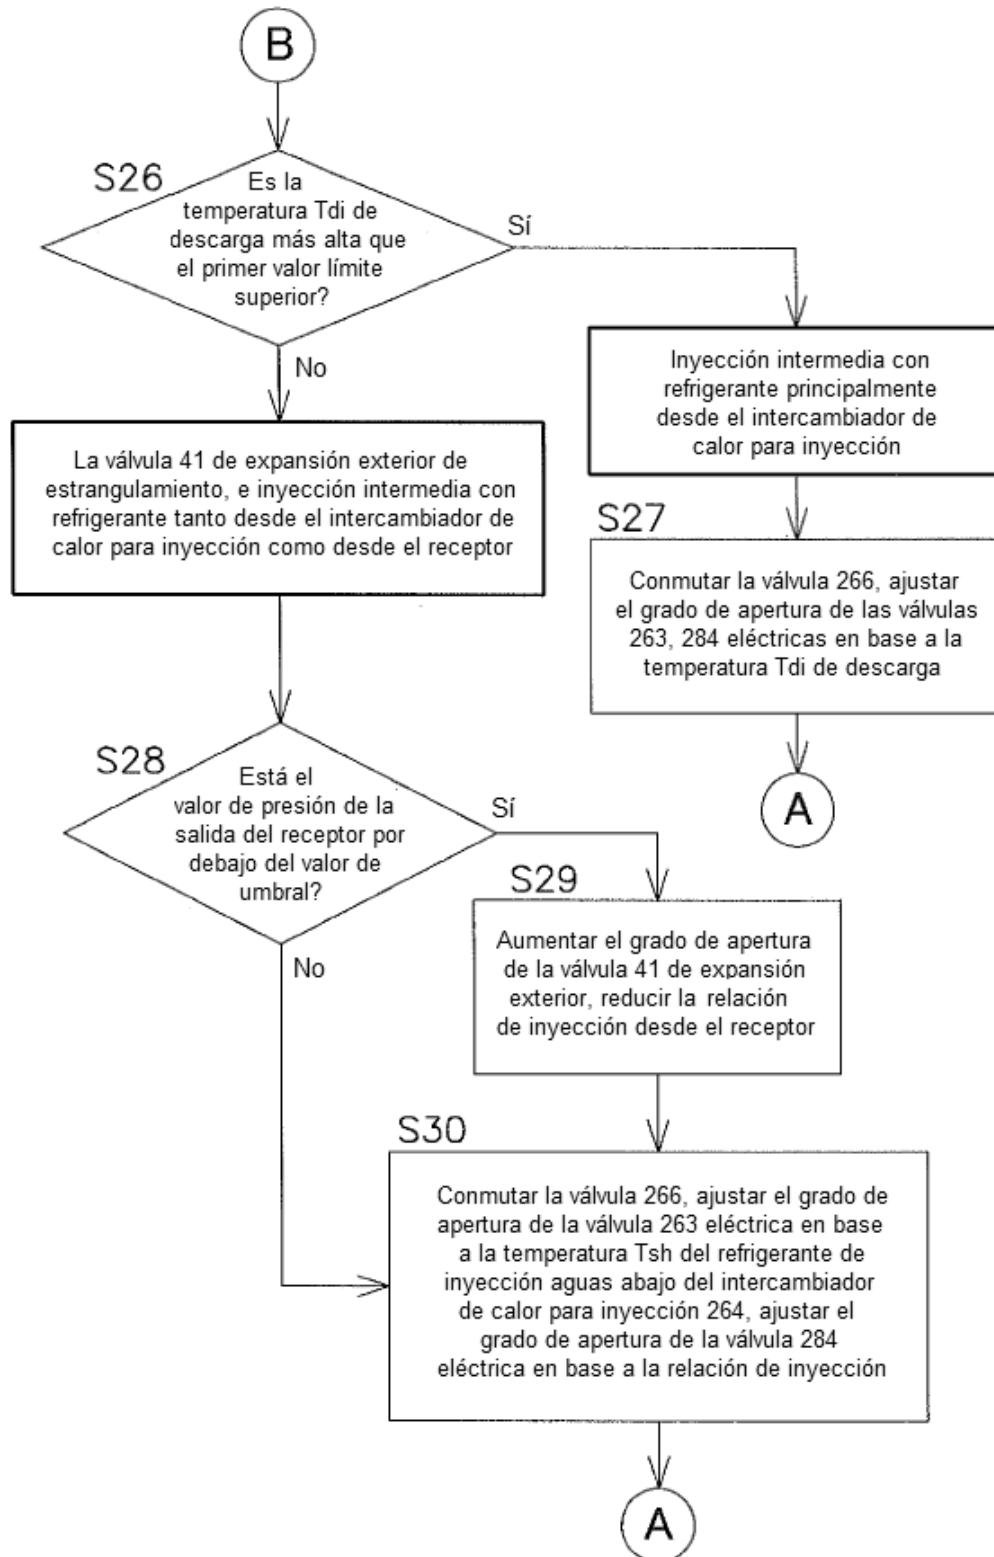 B
S26
Es la
temperatura Tdi de
descarga más alta que
el primer valor límite
superior?
Sí
No
Inyección intermedia con
refrigerante principalmente
desde el intercambiador de
calor para inyección
La válvula 41 de expansión exterior de
estrangulamiento, e inyección intermedia con
refrigerante tanto desde el intercambiador de
calor para inyección como desde el receptor
S27
Conmutar la válvula 266, ajustar
el grado de apertura de las válvulas
263, 284 eléctricas en base a la
temperatura Tdi de descarga
A
S28
Está el
valor de presión de la
salida del receptor por
debajo del valor de
umbral?
Sí
No
S29
Aumentar el grado de apertura
de la válvula 41 de expansión
exterior, reducir la relación
de inyección desde el receptor
S30
Conmutar la válvula 266, ajustar el grado de
apertura de la válvula 263 eléctrica en base
a la temperatura Tsh del refrigerante de
inyección aguas abajo del intercambiador
de calor para inyección 264, ajustar el
grado de apertura de la válvula 284
eléctrica en base a la relación de inyección
A